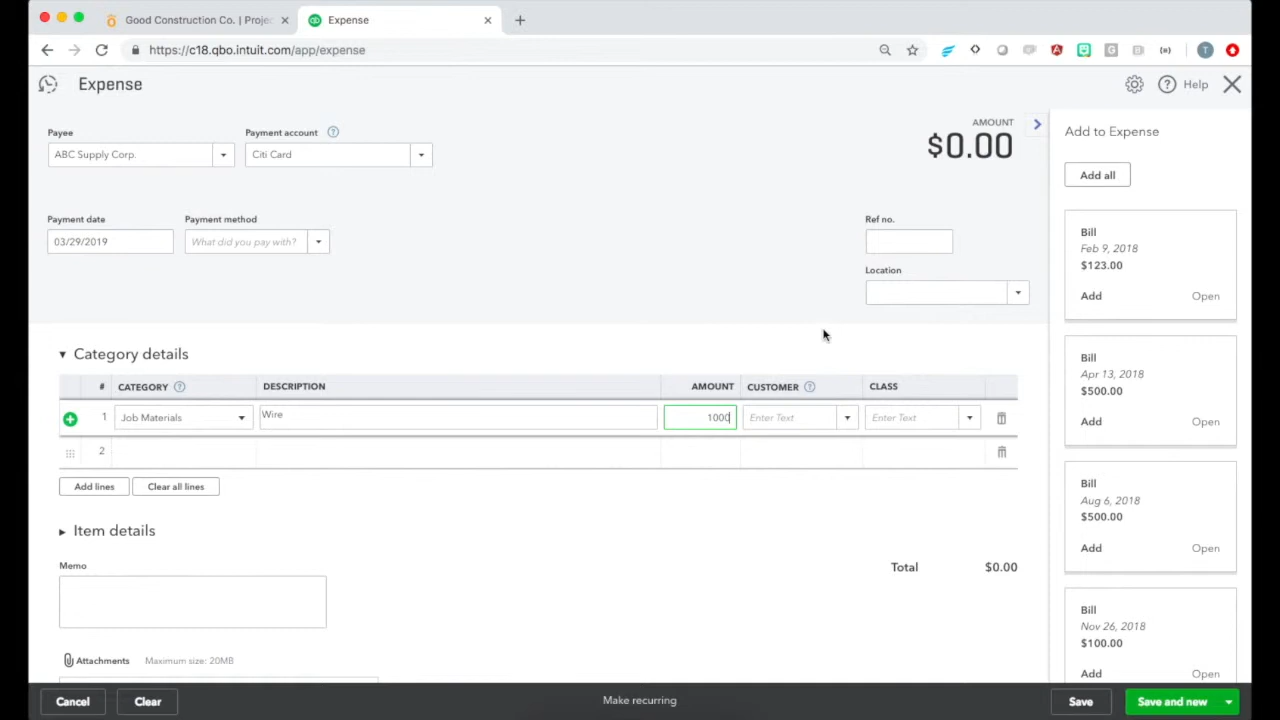 Good Construction Co. | Projec
Expense
https://c18.qbo.intuit.com/app/expense
T
Expense
Help
Payee
Payment account
ABC Supply Corp.
Citi Card
AMOUNT
$0.00
Payment date
Payment method
03/29/2019
What did you pay with?
Ref no.
Location
Category details
# CATEGORY DESCRIPTION AMOUNT CUSTOMER CLASS
1 Job Materials Wire 1000 Enter Text Enter Text
2
Add lines
Clear all lines
Item details
Memo
Total $0.00
Attachments Maximum size: 20MB
Add to Expense
Add all
Bill
Feb 9, 2018
$123.00
Add Open
Bill
Apr 13, 2018
$500.00
Add Open
Bill
Aug 6, 2018
$500.00
Add Open
Bill
Nov 26, 2018
$100.00
Add Open
Cancel
Clear
Make recurring
Save
Save and new